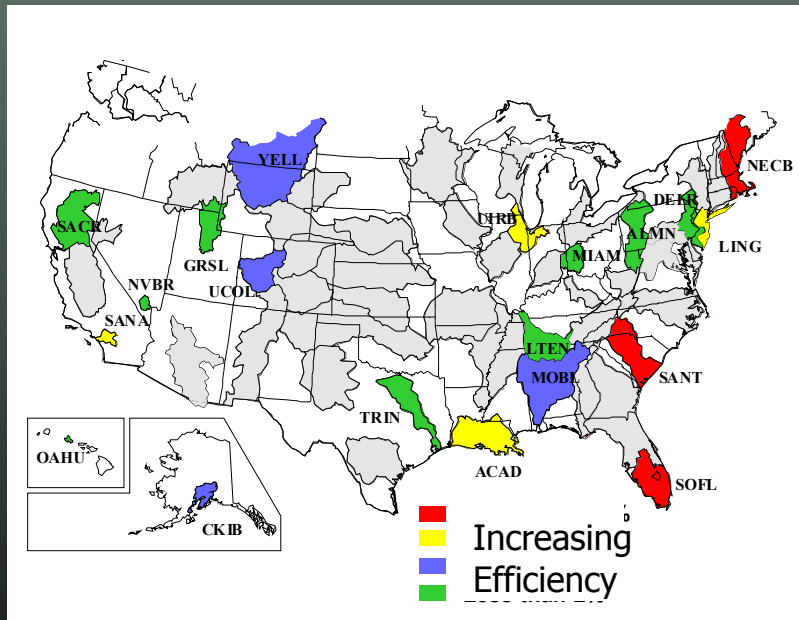 YELL
NECB
UIRB
DELR
SACR
ALMN
LING
GRSL
MIAM
NVBR
UCOL
SANA
LTEN
MOBL
SANT
TRIN
OAHU
ACAD
SOFL
CKIB
Increasing
Efficiency